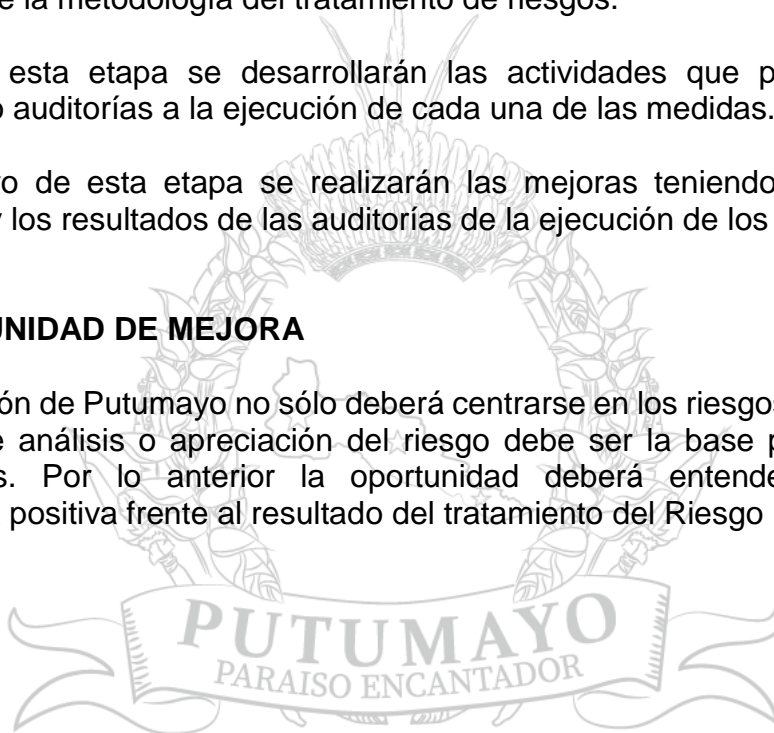 e la metodología del tratamiento de riesgos.
esta etapa se desarrollarán las actividades que p
o auditorías a la ejecución de cada una de las medidas.
o de esta etapa se realizarán las mejoras teniendo
y los resultados de las auditorías de la ejecución de los
UNIDAD DE MEJORA
ón de Putumayo no sólo deberá centrarse en los riesgos
e análisis o apreciación del riesgo debe ser la base p
s. Por lo anterior la oportunidad deberá entende
positiva frente al resultado del tratamiento del Riesgo
PUTUMAYO
PARAISO ENCANTADOR